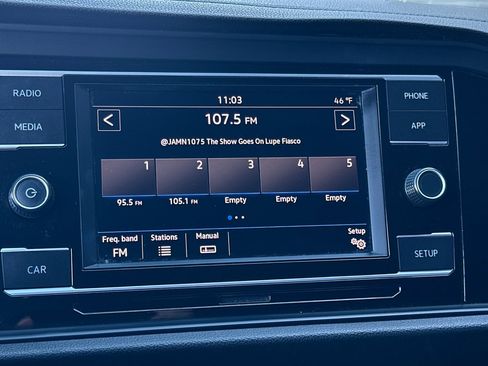 RADIO
MEDIA
CAR
11:03 46 °F
< 107.5 FM >
@JAMN1075 The Show Goes On Lupe Fiasco
1 2 3 4 5
95.5 FM 105.1 FM Empty Empty Empty
Freq. band Stations Manual Setup
FM
PHONE
APP
SETUP